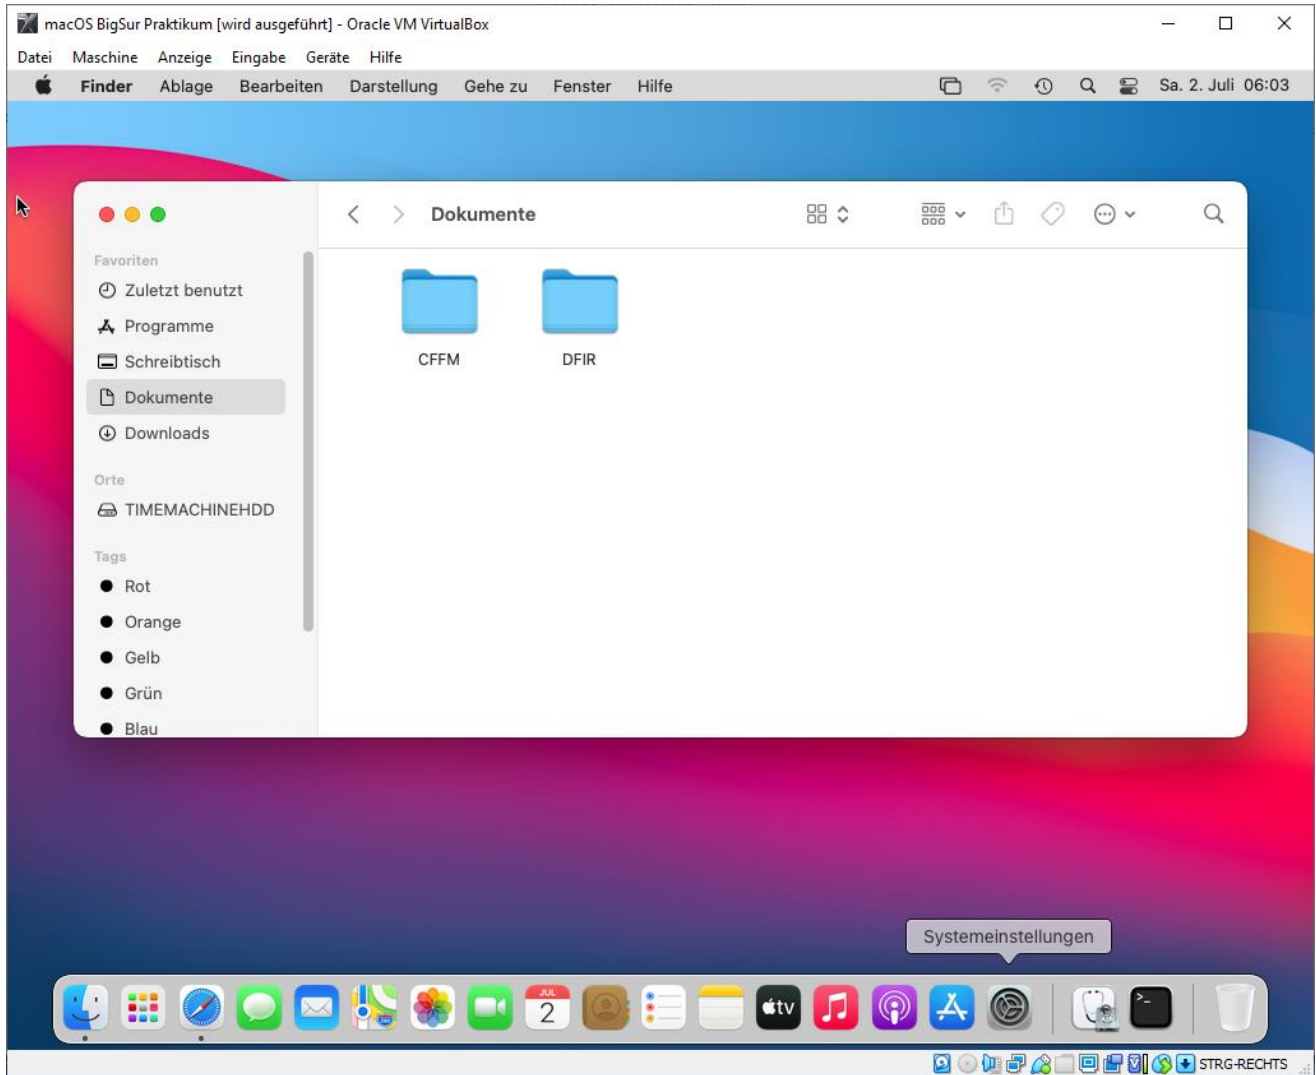 macOS BigSur Praktikum [wird ausgeführt] - Oracle VM VirtualBox
Datei Maschine Anzeige Eingabe Geräte Hilfe
Finder Ablage Bearbeiten Darstellung Gehe zu Fenster Hilfe Sa. 2. Juli 06:03
Dokumente
Favoriten
Zuletzt benutzt
Programme
Schreibtisch
Dokumente
Downloads
Orte
TIMEMACHINEHDD
Tags
Rot
Orange
Gelb
Grün
Blau
CFFM DFIR
Systemeinstellungen
JUL
2
tv
>_
STRG-RECHTS